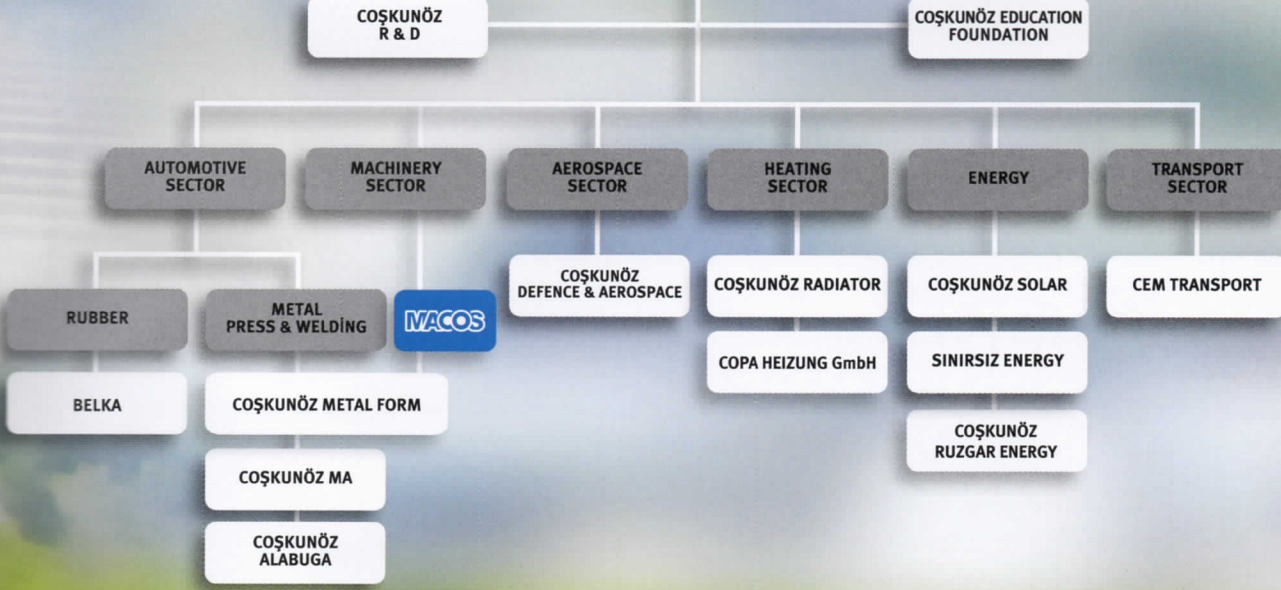 COŞKUNÖZ
R & D
COŞKUNÖZ EDUCATION
FOUNDATION
AUTOMOTIVE
SECTOR
MACHINERY
SECTOR
AEROSPACE
SECTOR
HEATING
SECTOR
ENERGY
TRANSPORT
SECTOR
RUBBER
METAL
PRESS & WELDİNG
MACOS
COŞKUNÖZ
DEFENCE & AEROSPACE
COŞKUNÖZ RADIATOR
COŞKUNÖZ SOLAR
CEM TRANSPORT
BELKA
COŞKUNÖZ METAL FORM
COPA HEIZUNG GmbH
SINIRSIZ ENERGY
COŞKUNÖZ
RUZGAR ENERGY
COŞKUNÖZ MA
COŞKUNÖZ
ALABUGA